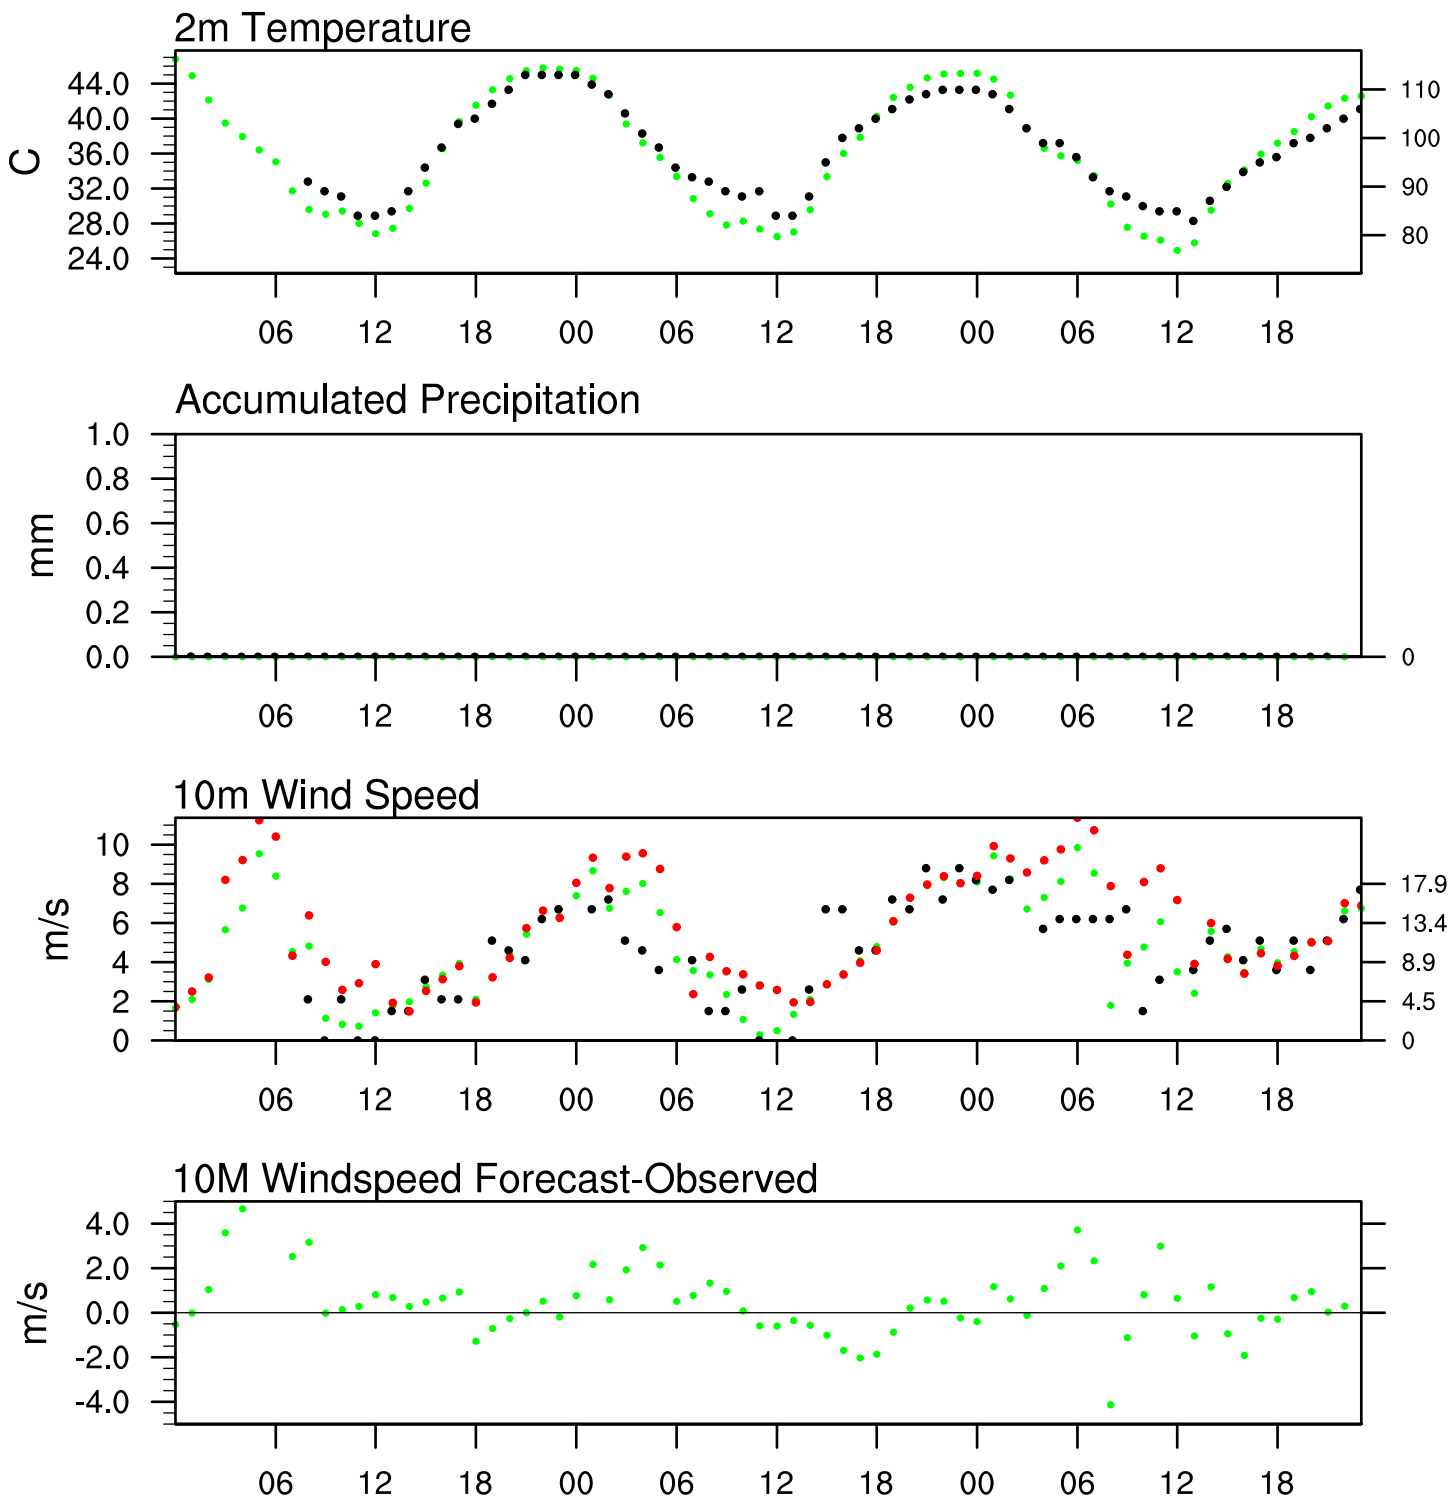 2m Temperature
44.0
40.0
36.0
32.0
28.0
24.0
C
110
100
90
80
06 12 18 00 06 12 18 00 06 12 18
Accumulated Precipitation
1.0
0.8
0.6
0.4
0.2
0.0
mm
0
06 12 18 00 06 12 18 00 06 12 18
10m Wind Speed
10
8
6
4
2
0
m/s
17.9
13.4
8.9
4.5
0
06 12 18 00 06 12 18 00 06 12 18
10M Windspeed Forecast-Observed
4.0
2.0
0.0
-2.0
-4.0
m/s
06 12 18 00 06 12 18 00 06 12 18